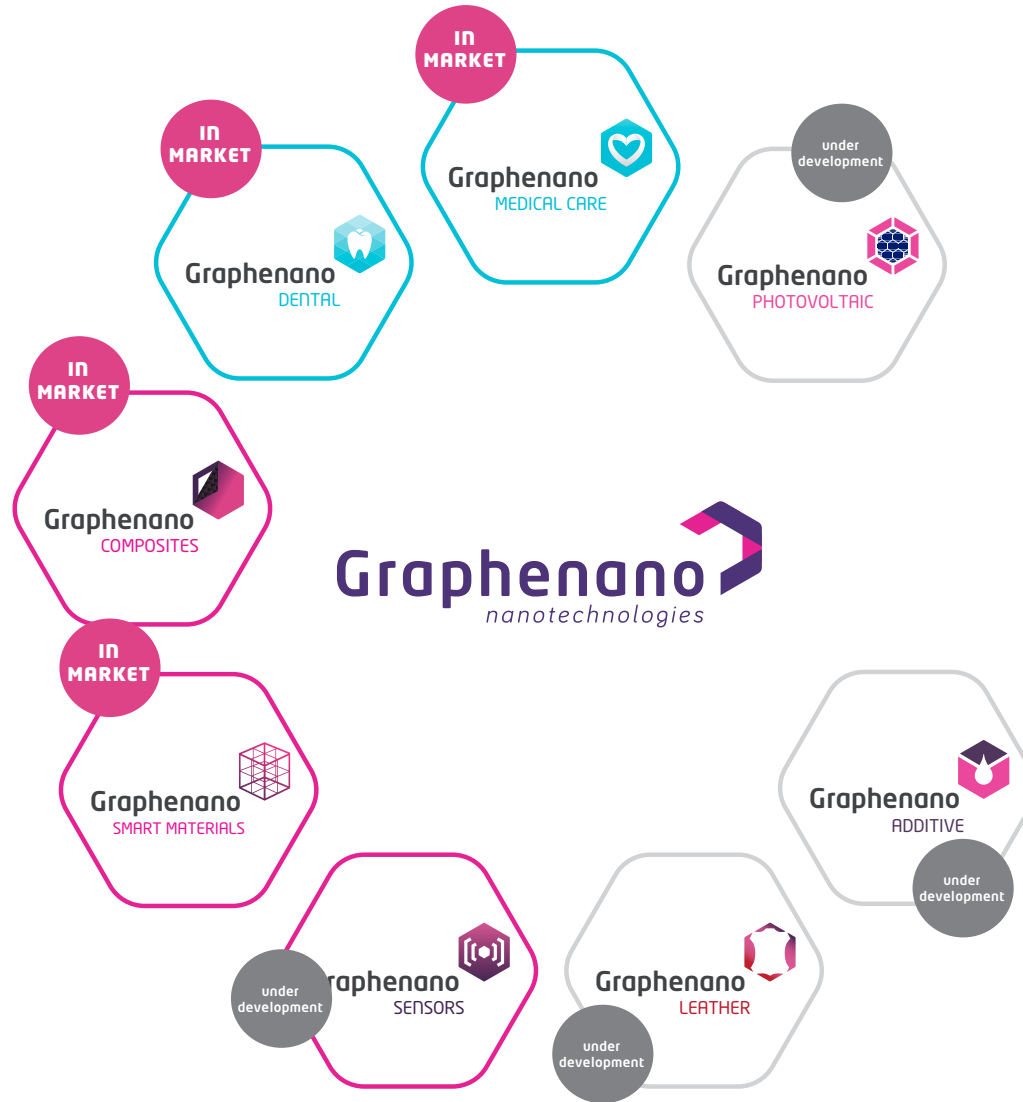 IN
MARKET
Graphenano
MEDICAL CARE
IN
MARKET
Graphenano
DENTAL
under
development
Graphenano
PHOTOVOLTAIC
IN
MARKET
Graphenano
COMPOSITES
Graphenano
nanotechnologies
IN
MARKET
Graphenano
SMART MATERIALS
Graphenano
ADDITIVE
under
development
under
development
raphenano
SENSORS
Graphenano
LEATHER
under
development